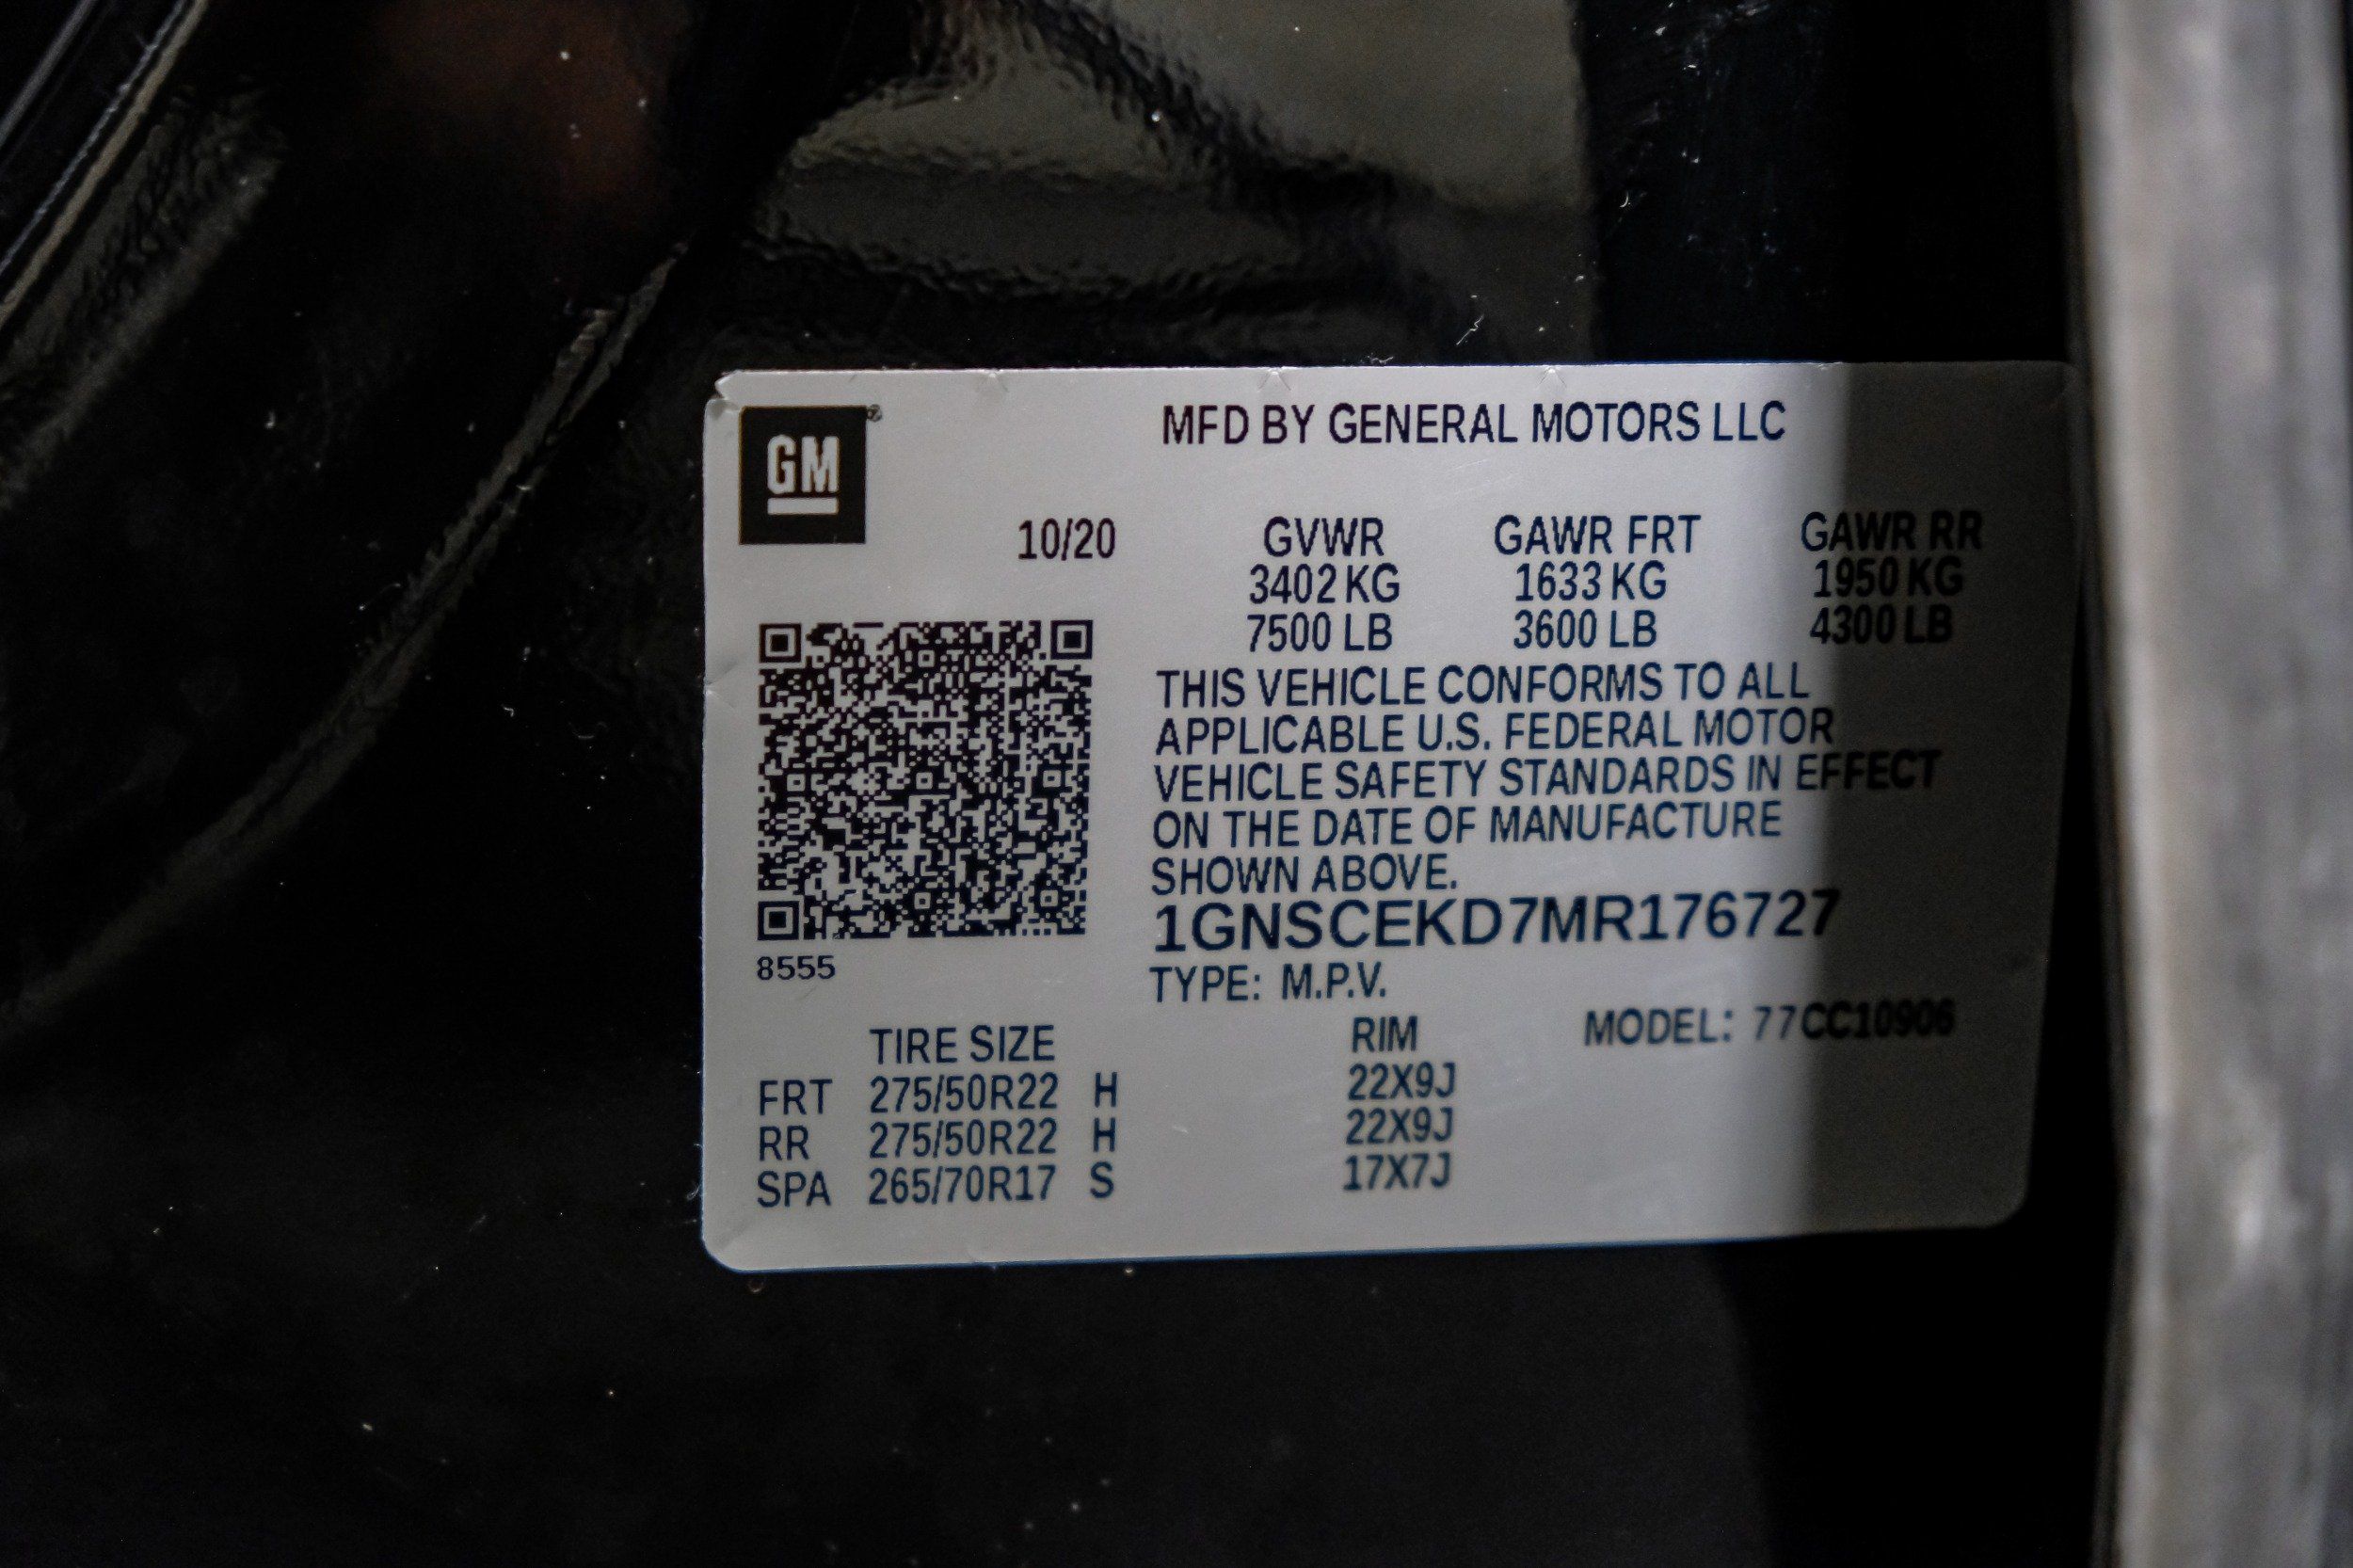 GM®
MFD BY GENERAL MOTORS LLC
10/20 GVWR GAWR FRT GAWR RR
3402 KG 1633 KG 1950 KG
7500 LB 3600 LB 4300 LB
THIS VEHICLE CONFORMS TO ALL
APPLICABLE U.S. FEDERAL MOTOR
VEHICLE SAFETY STANDARDS IN EFFECT
ON THE DATE OF MANUFACTURE
SHOWN ABOVE.
1GNSCEKD7MR176727
8555
TYPE: M.P.V.
MODEL: 77CC10906
TIRE SIZE RIM
FRT 275/50R22 H 22X9J
RR 275/50R22 H 22X9J
SPA 265/70R17 S 17X7J